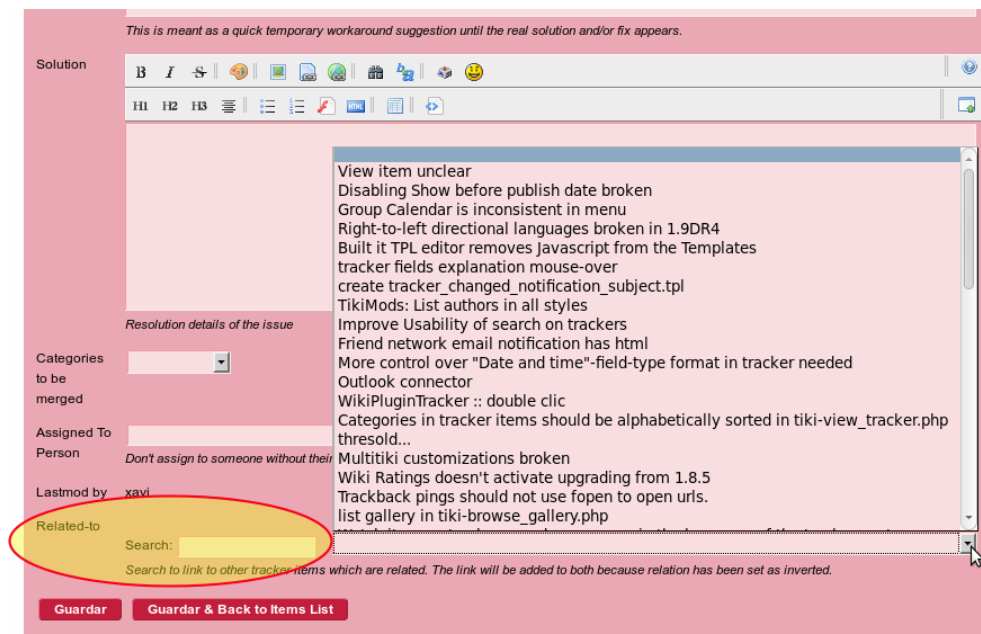 This is meant as a quick temporary workaround suggestion until the real solution and/or fix appears.
Solution
B I S
H1 H2 H3 HTML
View item unclear
Disabling Show before publish date broken
Group Calendar is inconsistent in menu
Right-to-left directional languages broken in 1.9DR4
Built it TPL editor removes Javascript from the Templates
tracker fields explanation mouse-over
create tracker_changed_notification_subject.tpl
TikiMods: List authors in all styles
Resolution details of the issue
Improve Usability of search on trackers
Friend network email notification has html
Categories
to be
merged
More control over "Date and time"-field-type format in tracker needed
Outlook connector
WikiPluginTracker :: double clic
Categories in tracker items should be alphabetically sorted in tiki-view_tracker.php
Assigned To
Person
thresold...
Don't assign to someone without their
Multitiki customizations broken
Wiki Ratings doesn't activate upgrading from 1.8.5
Lastmod by xavi
Trackback pings should not use fopen to open urls.
list gallery in tiki-browse_gallery.php
Related-to
Search:
Search to link to other tracker items which are related. The link will be added to both because relation has been set as inverted.
Guardar Guardar & Back to Items List